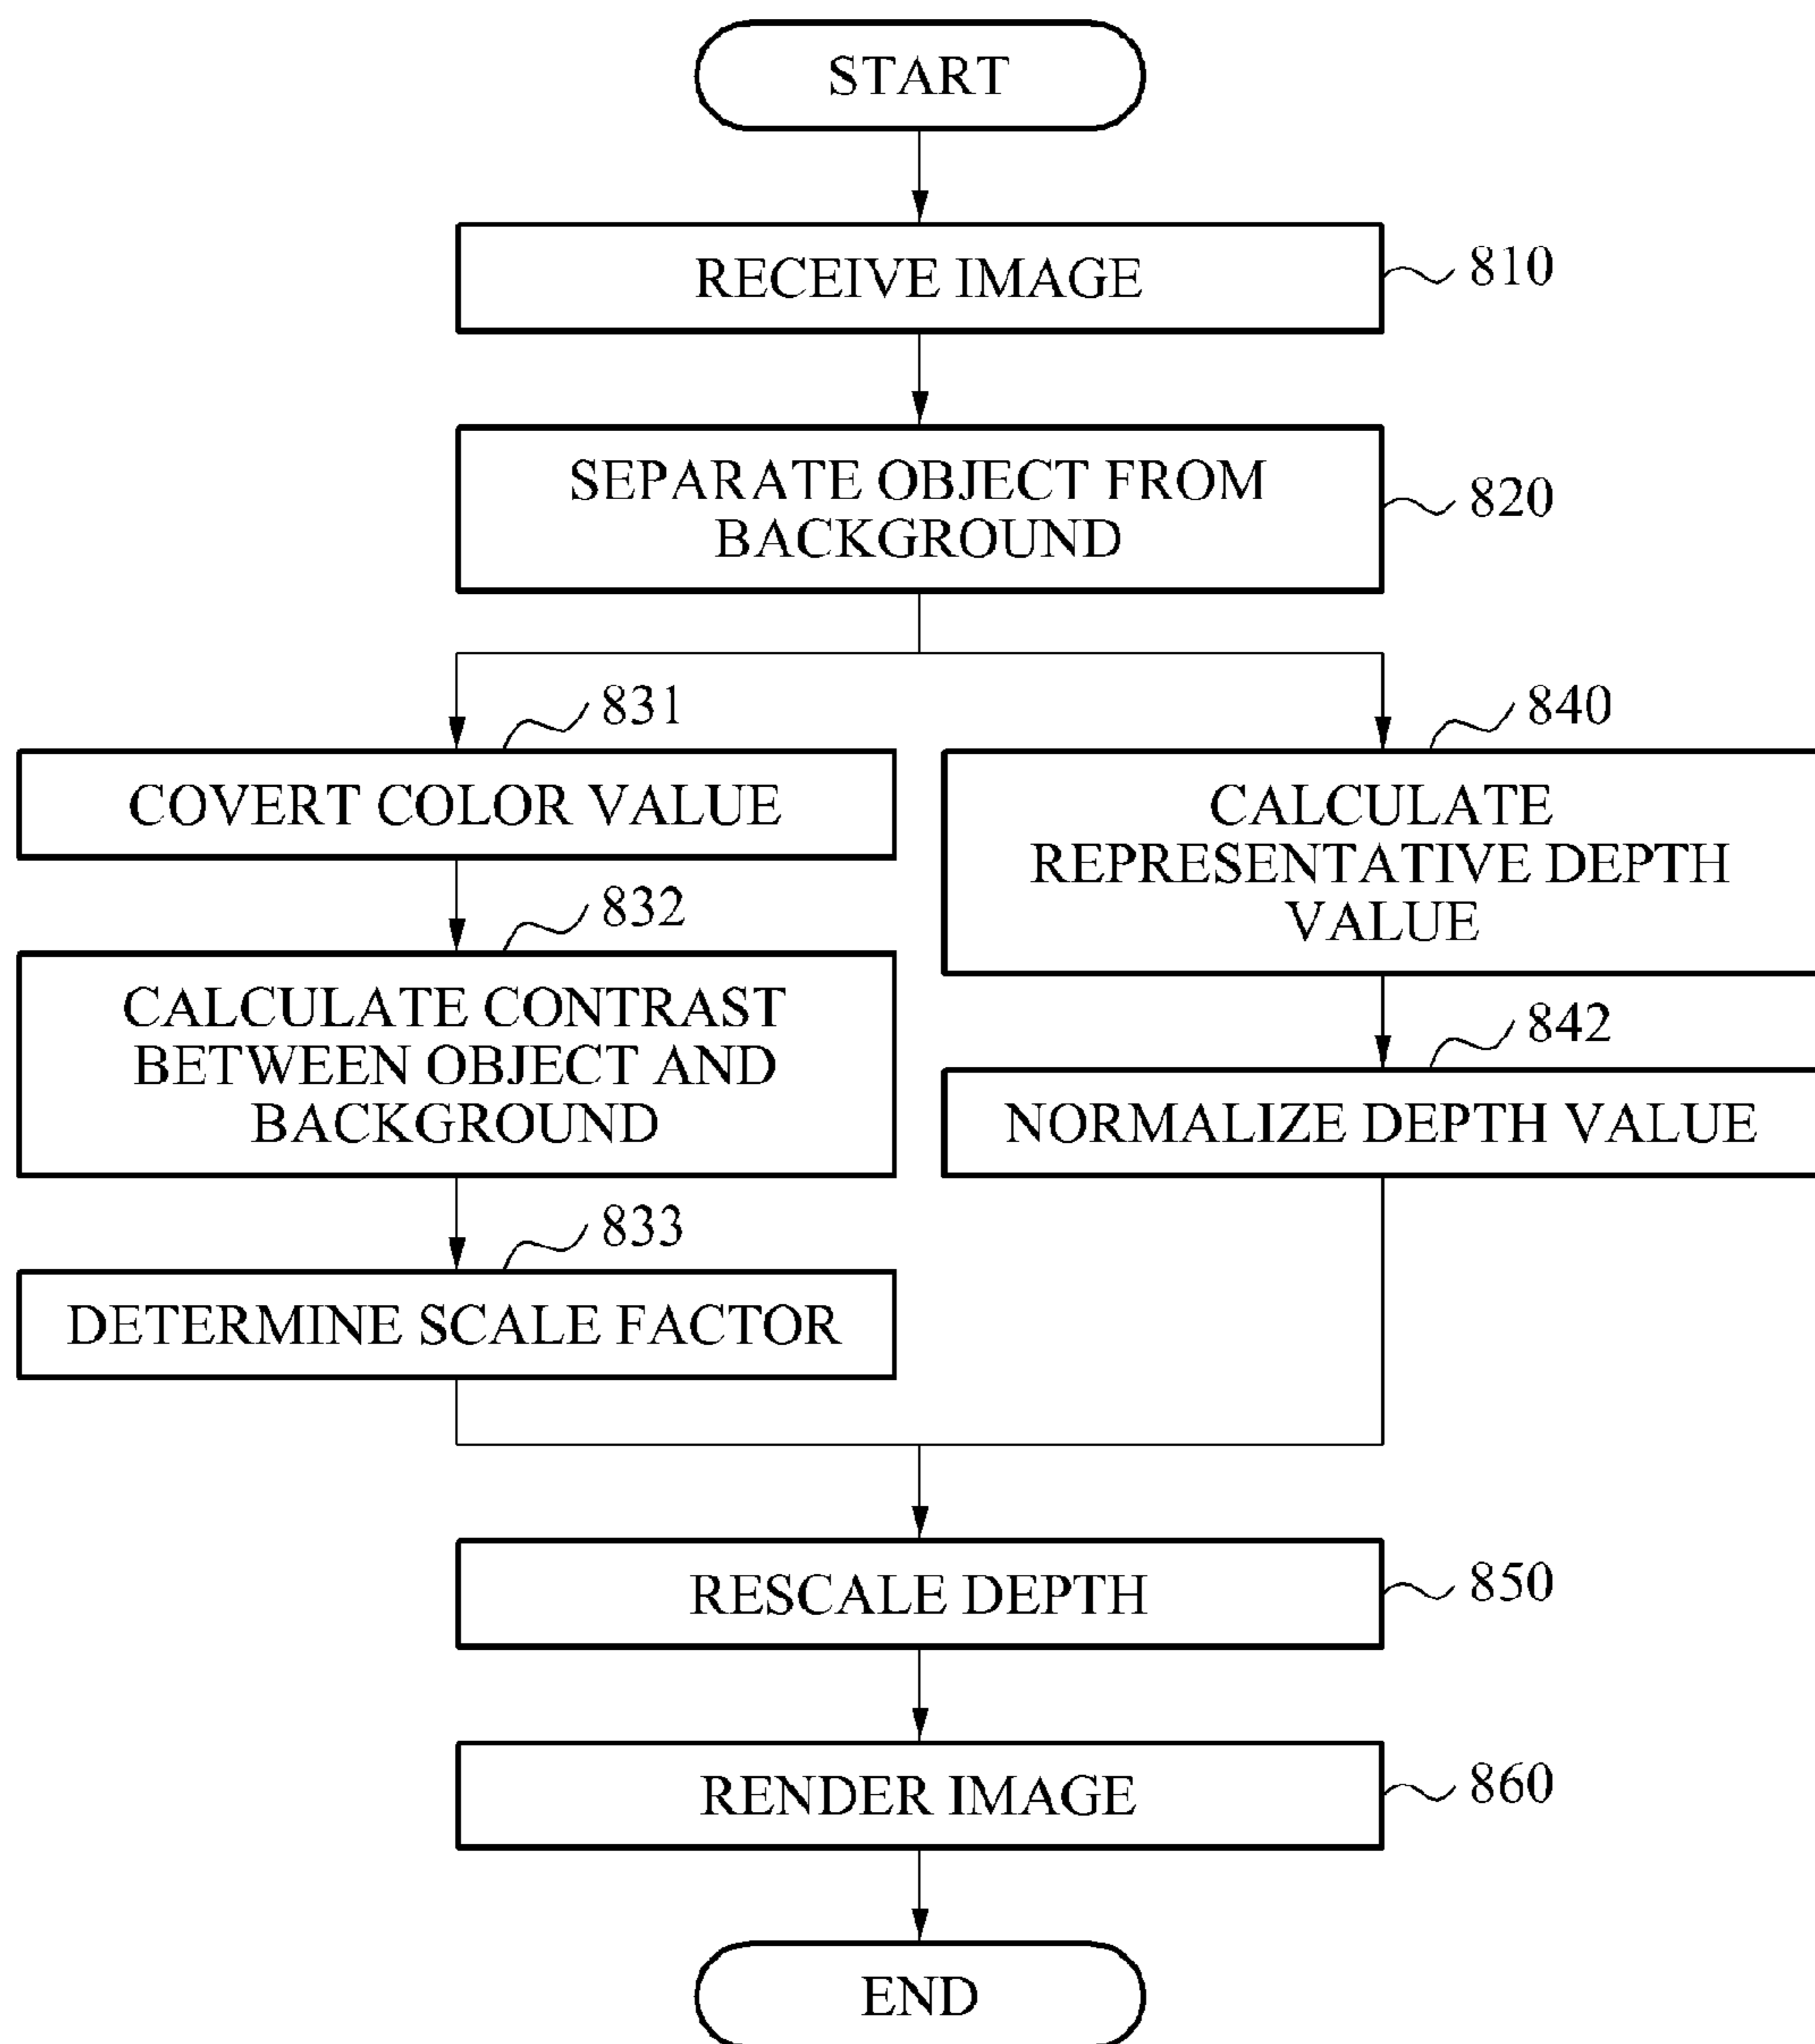 START
RECEIVE IMAGE
810
SEPARATE OBJECT FROM
BACKGROUND
820
831
COVERT COLOR VALUE
832
CALCULATE CONTRAST
BETWEEN OBJECT AND
BACKGROUND
833
DETERMINE SCALE FACTOR
840
CALCULATE
REPRESENTATIVE DEPTH
VALUE
842
NORMALIZE DEPTH VALUE
RESCALE DEPTH
850
RENDER IMAGE
860
END